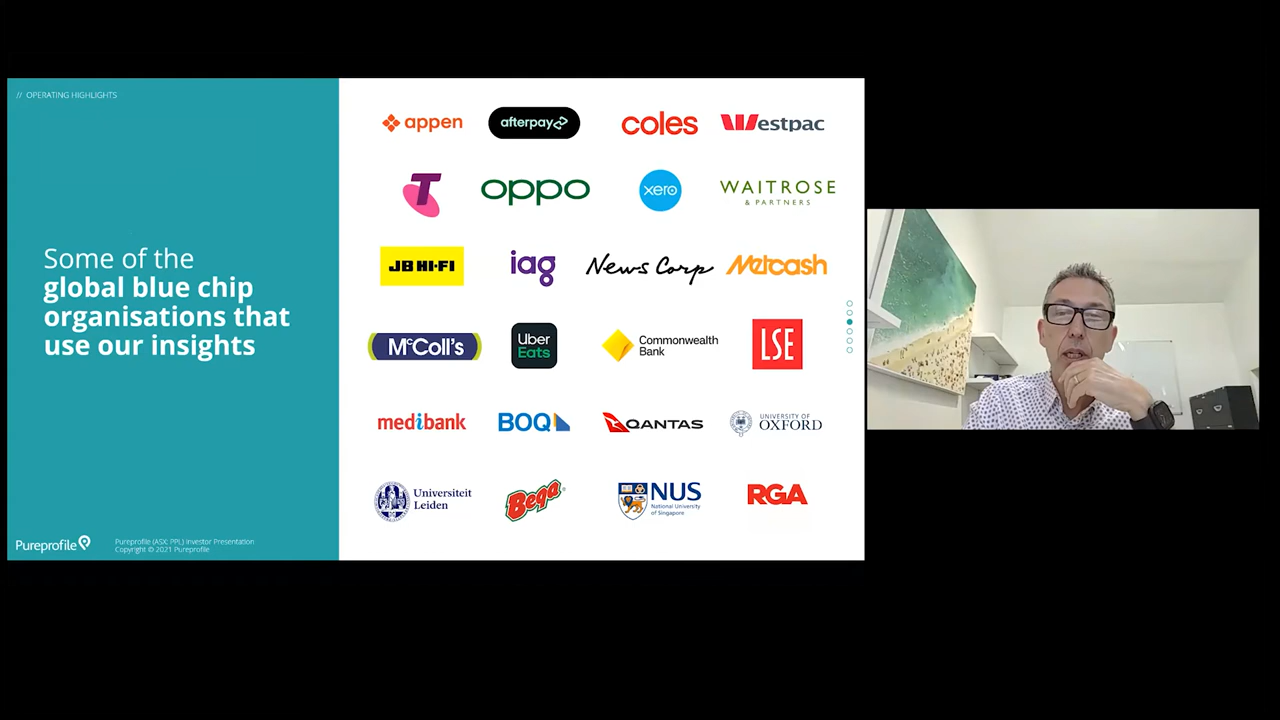 // OPERATING HIGHLIGHTS
Some of the
global blue chip
organisations that
use our insights
Pureprofile
Pureprofile (ASX: PPL) Investor Presentation
Copyright © 2021 Pureprofile
appen
afterpay
coles
Westpac
T
oppo
xero
WAITROSE
& PARTNERS
JB HI-FI
iag
News Corp
Metcash
McColl's
Uber
Eats
Commonwealth
Bank
LSE
medibank
BOQ
QANTAS
UNIVERSITY OF
OXFORD
Universiteit
Leiden
Bega
NUS
National University
of Singapore
RGA